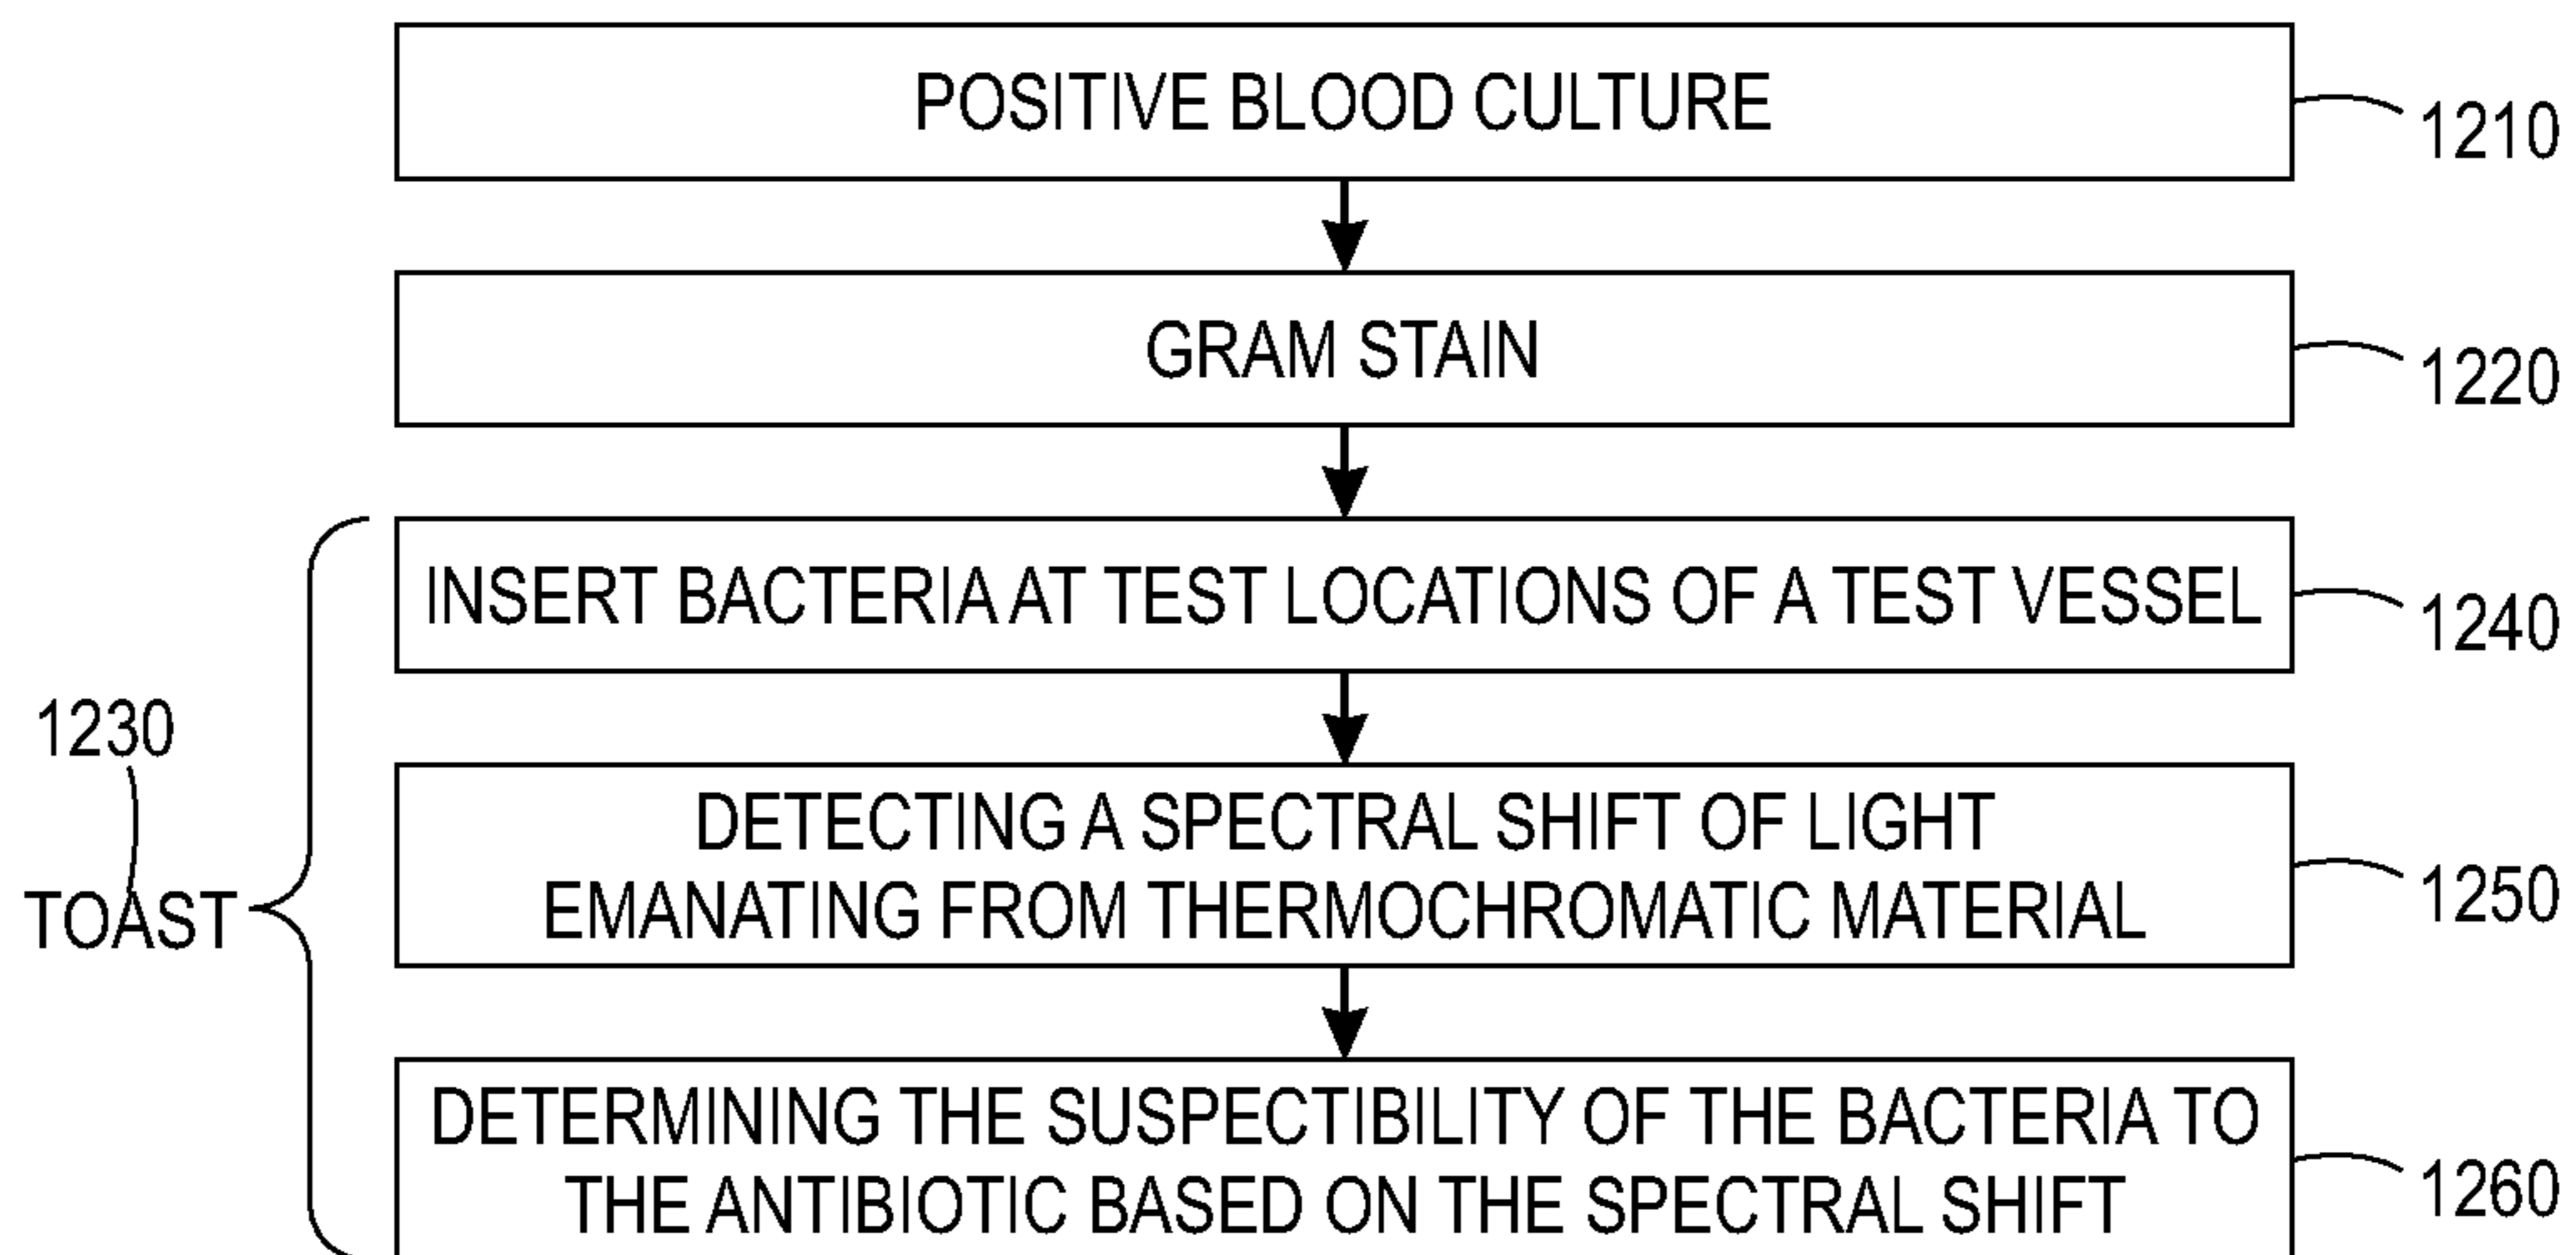 POSITIVE BLOOD CULTURE
1210
GRAM STAIN
1220
INSERT BACTERIA AT TEST LOCATIONS OF A TEST VESSEL
1240
1230
TOAST
DETECTING A SPECTRAL SHIFT OF LIGHT
EMANATING FROM THERMOCHROMATIC MATERIAL
1250
DETERMINING THE SUSPECTIBILITY OF THE BACTERIA TO
THE ANTIBIOTIC BASED ON THE SPECTRAL SHIFT
1260